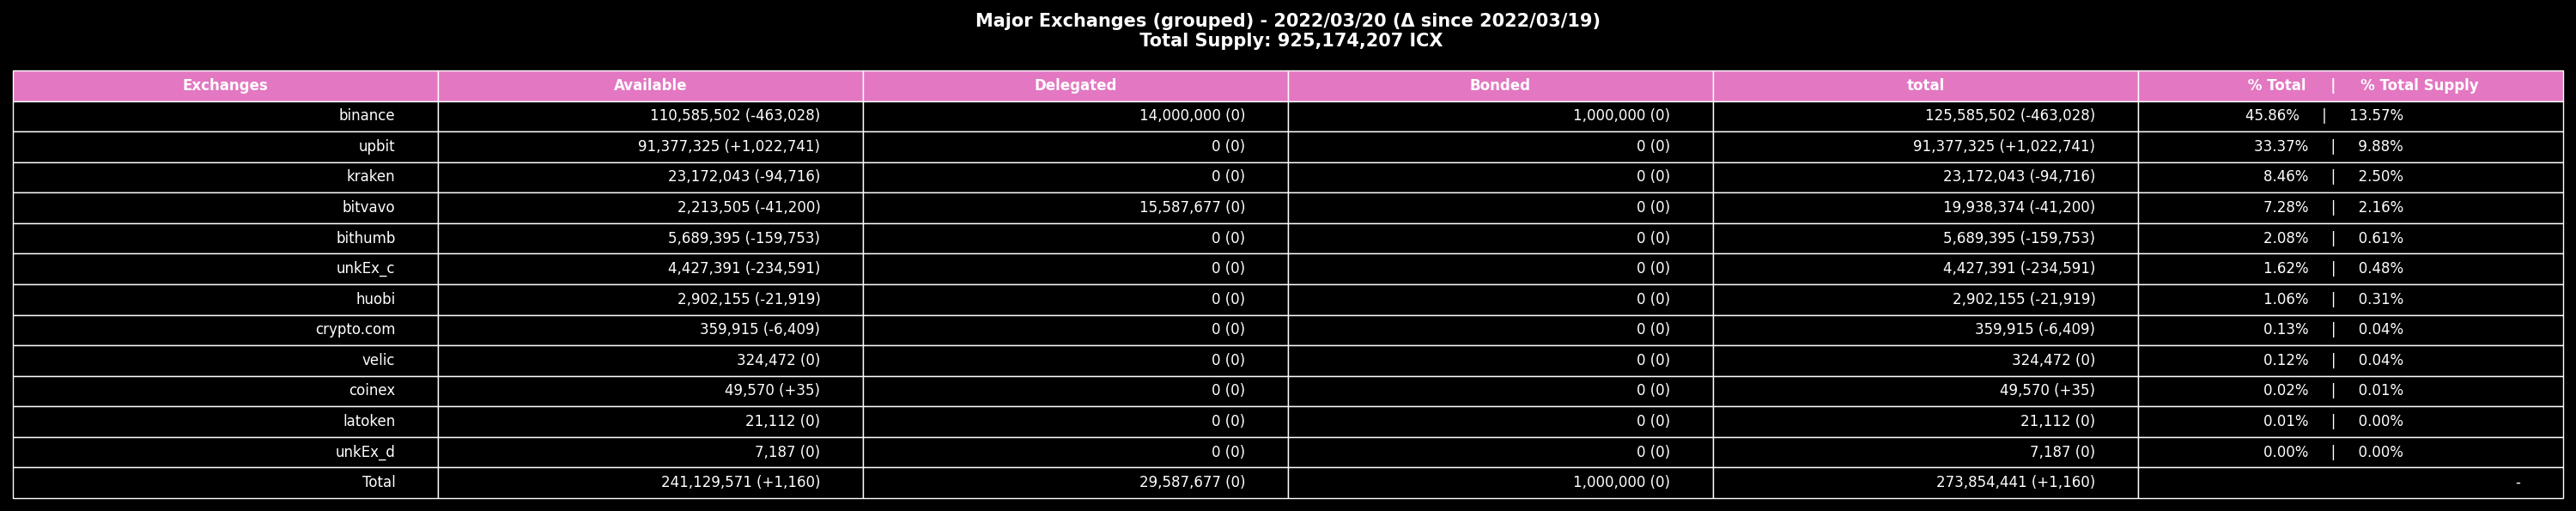 Major Exchanges (grouped) - 2022/03/20 (Δ since 2022/03/19)
Total Supply: 925,174,207 ICX
Exchanges Available Delegated Bonded total % Total | % Total Supply
binance 110,585,502 (-463,028) 14,000,000 (0) 1,000,000 (0) 125,585,502 (-463,028) 45.86% | 13.57%
upbit 91,377,325 (+1,022,741) 0 (0) 0 (0) 91,377,325 (+1,022,741) 33.37% | 9.88%
kraken 23,172,043 (-94,716) 0 (0) 0 (0) 23,172,043 (-94,716) 8.46% | 2.50%
bitvavo 2,213,505 (-41,200) 15,587,677 (0) 0 (0) 19,938,374 (-41,200) 7.28% | 2.16%
bithumb 5,689,395 (-159,753) 0 (0) 0 (0) 5,689,395 (-159,753) 2.08% | 0.61%
unkEx_c 4,427,391 (-234,591) 0 (0) 0 (0) 4,427,391 (-234,591) 1.62% | 0.48%
huobi 2,902,155 (-21,919) 0 (0) 0 (0) 2,902,155 (-21,919) 1.06% | 0.31%
crypto.com 359,915 (-6,409) 0 (0) 0 (0) 359,915 (-6,409) 0.13% | 0.04%
velic 324,472 (0) 0 (0) 0 (0) 324,472 (0) 0.12% | 0.04%
coinex 49,570 (+35) 0 (0) 0 (0) 49,570 (+35) 0.02% | 0.01%
latoken 21,112 (0) 0 (0) 0 (0) 21,112 (0) 0.01% | 0.00%
unkEx_d 7,187 (0) 0 (0) 0 (0) 7,187 (0) 0.00% | 0.00%
Total 241,129,571 (+1,160) 29,587,677 (0) 1,000,000 (0) 273,854,441 (+1,160) -